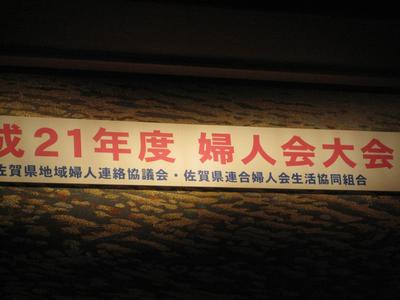 成21年度 婦人会大会
佐賀県地域婦人連絡協議会・佐賀県連合婦人会生活協同組合